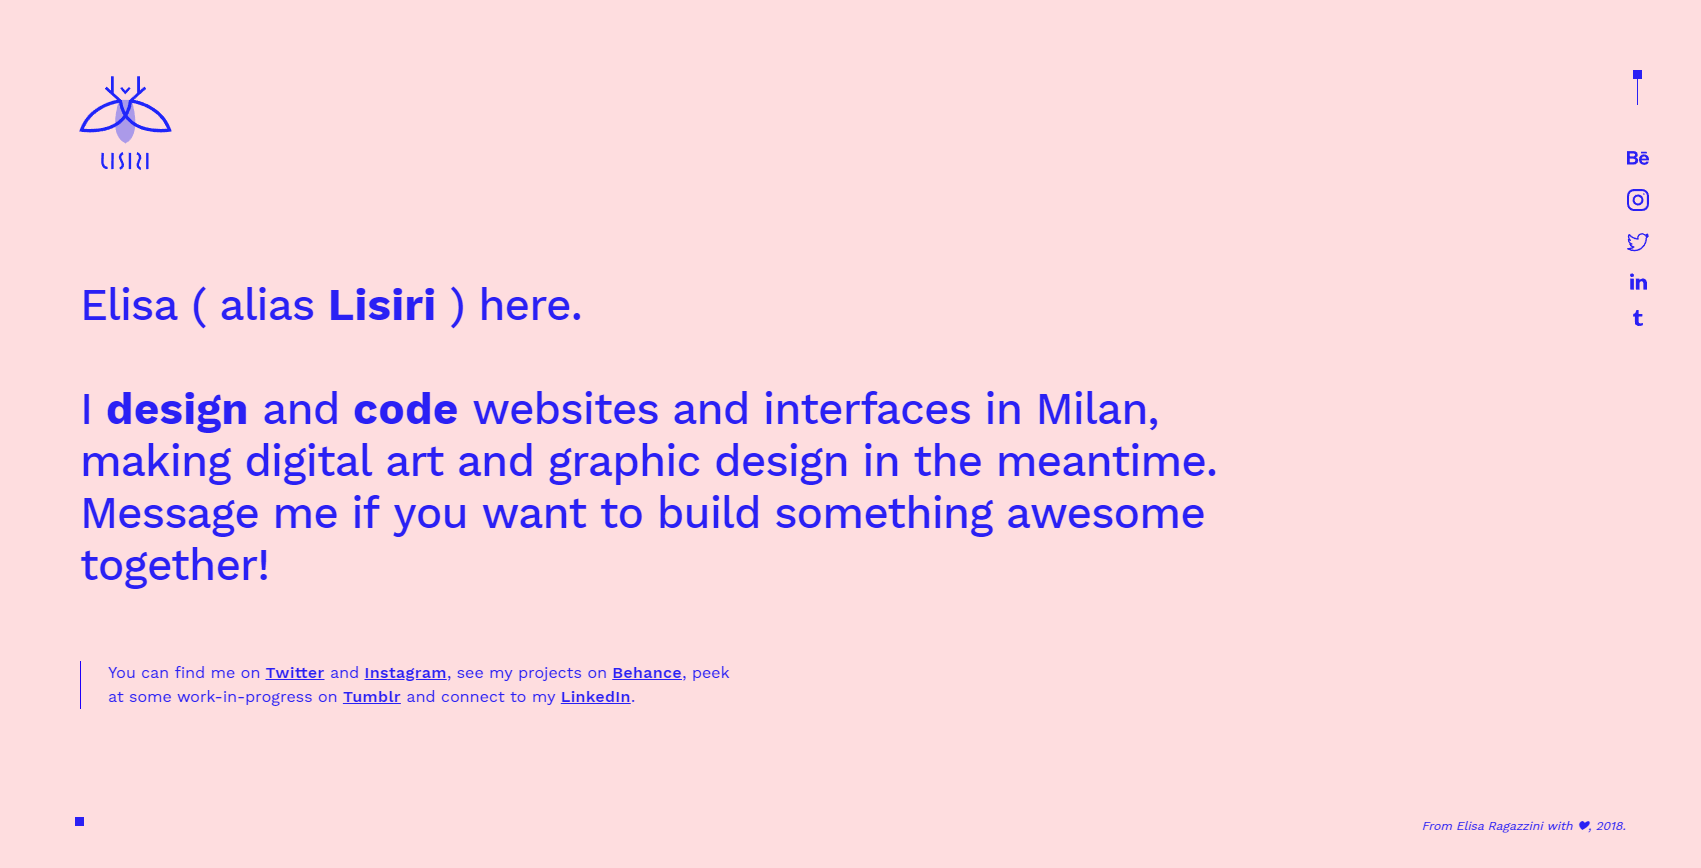 LISIRI
Bē
in
t
Elisa ( alias Lisiri ) here.
I design and code websites and interfaces in Milan,
making digital art and graphic design in the meantime.
Message me if you want to build something awesome
together!
You can find me on Twitter and Instagram, see my projects on Behance, peek
at some work-in-progress on Tumblr and connect to my LinkedIn.
From Elisa Ragazzini with ♥, 2018.